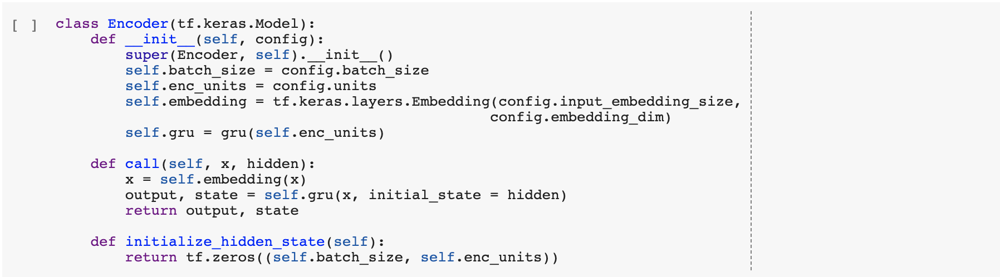 [ ] class Encoder(tf.keras.Model):
    def __init__(self, config):
        super(Encoder, self).__init__()
        self.batch_size = config.batch_size
        self.enc_units = config.units
        self.embedding = tf.keras.layers.Embedding(config.input_embedding_size,
                                                  config.embedding_dim)
        self.gru = gru(self.enc_units)

    def call(self, x, hidden):
        x = self.embedding(x)
        output, state = self.gru(x, initial_state = hidden)
        return output, state

    def initialize_hidden_state(self):
        return tf.zeros((self.batch_size, self.enc_units))